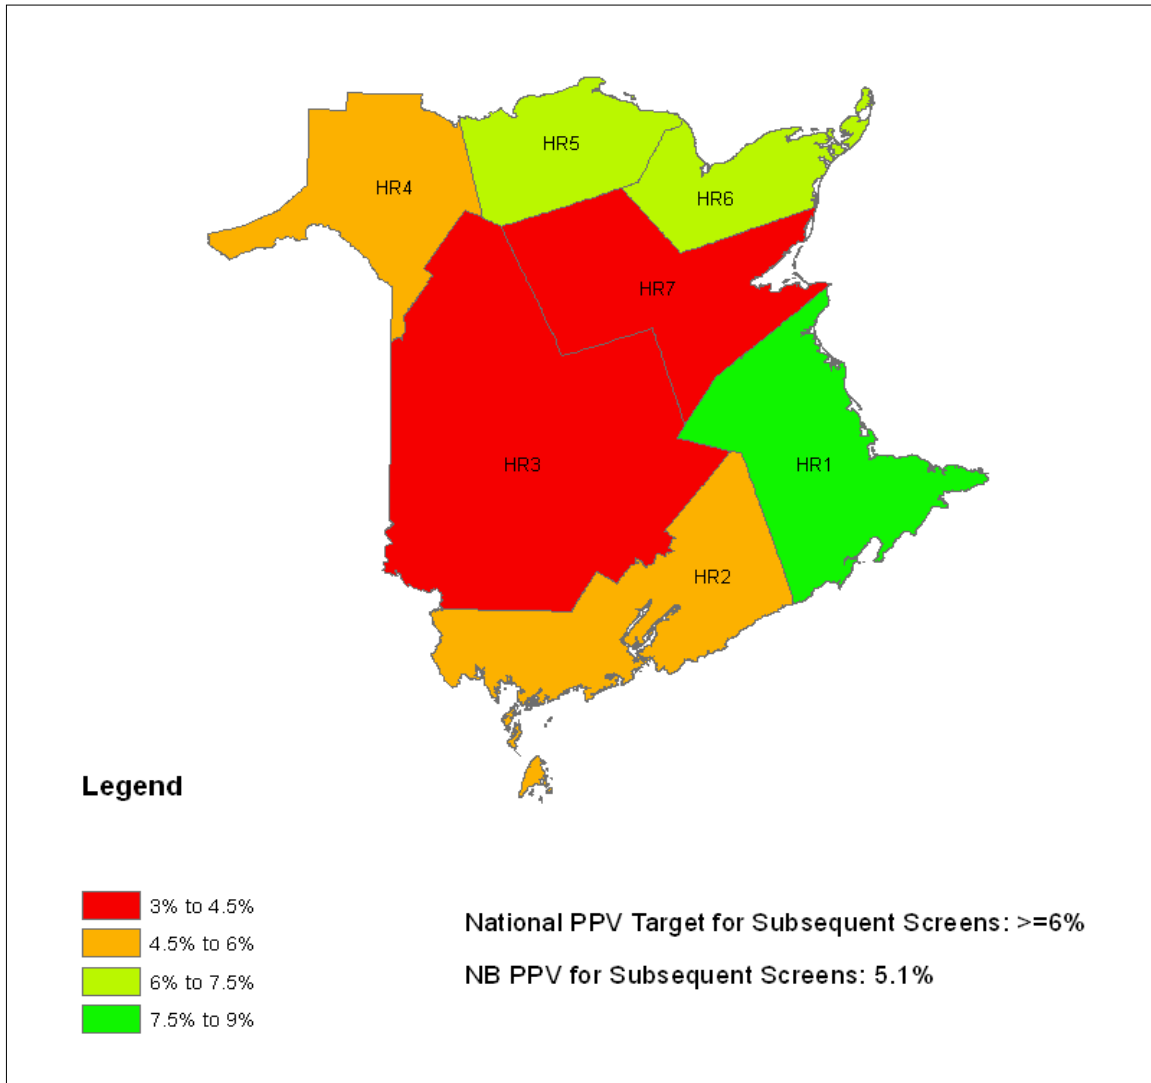 HR5
HR4
HR6
HR7
HR3
HR1
HR2
Legend
3% to 4.5%
4.5% to 6%
6% to 7.5%
7.5% to 9%
National PPV Target for Subsequent Screens: >=6%
NB PPV for Subsequent Screens: 5.1%